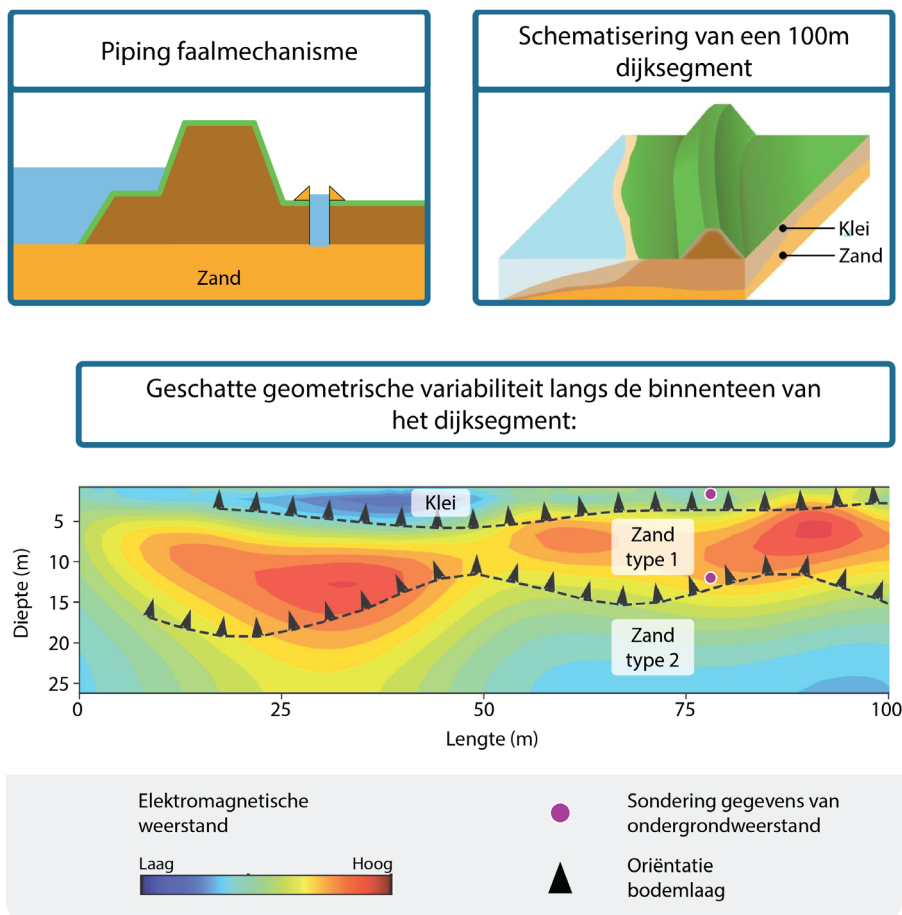 Piping faalmechanisme
Zand
Schematisering van een 100m
dijksegment
Klei
Zand
Geschatte geometrische variabiliteit langs de binnenteen van
het dijksegment:
Klei
Zand
type 1
Zand
type 2
Diepte (m)
5
10
15
20
25
0
25
50
75
100
Lengte (m)
Elektromagnetische
weerstand
Laag
Hoog
Sondering gegevens van
ondergrondweerstand
Oriëntatie
bodemlaag